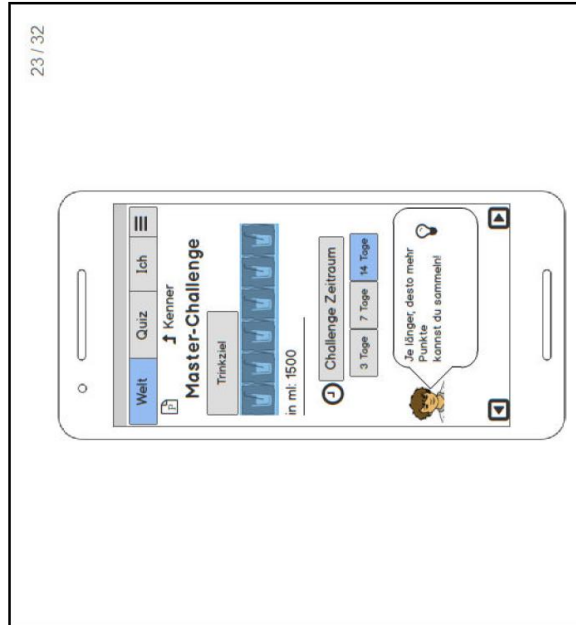 23 / 32
Welt Quiz Ich
P Kenner
Master-Challenge
Trinkziel
in ml: 1500
Challenge Zeitraum
3 Tage 7 Tage 14 Tage
Je länger, desto mehr
Punkte
kannst du sammeln!